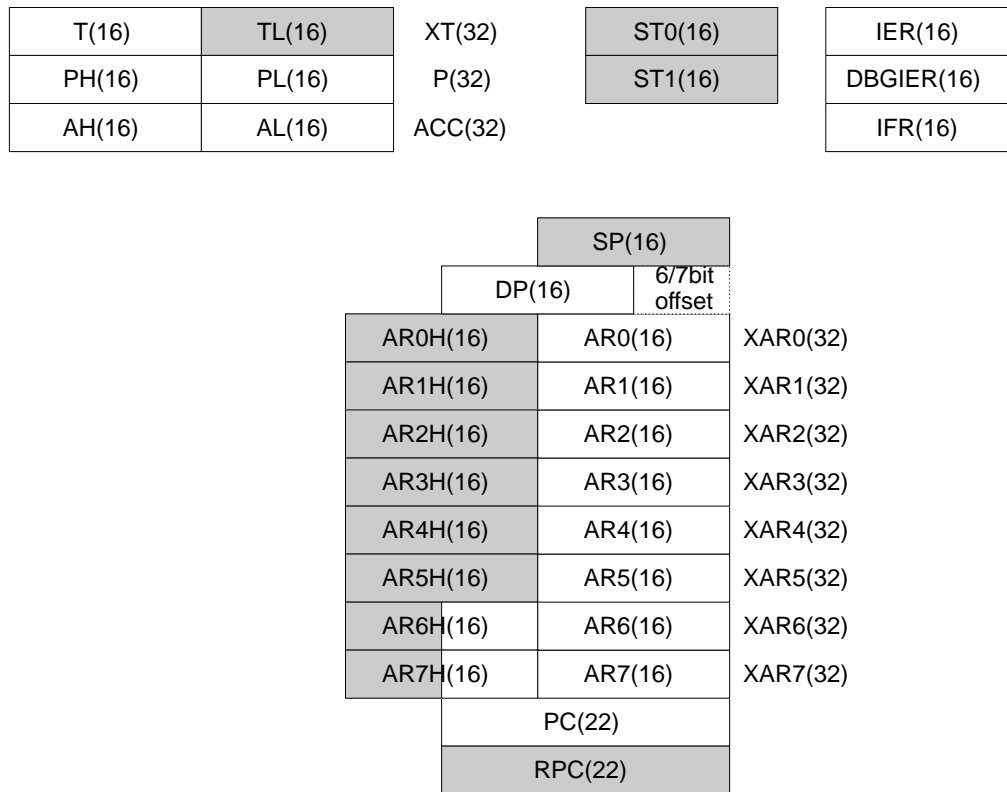 T(16) TL(16) XT(32) ST0(16) IER(16)
PH(16) PL(16) P(32) ST1(16) DBGIER(16)
AH(16) AL(16) ACC(32) IFR(16)
SP(16)
DP(16) 6/7bit
offset
AR0H(16) AR0(16) XAR0(32)
AR1H(16) AR1(16) XAR1(32)
AR2H(16) AR2(16) XAR2(32)
AR3H(16) AR3(16) XAR3(32)
AR4H(16) AR4(16) XAR4(32)
AR5H(16) AR5(16) XAR5(32)
AR6H(16) AR6(16) XAR6(32)
AR7H(16) AR7(16) XAR7(32)
PC(22)
RPC(22)